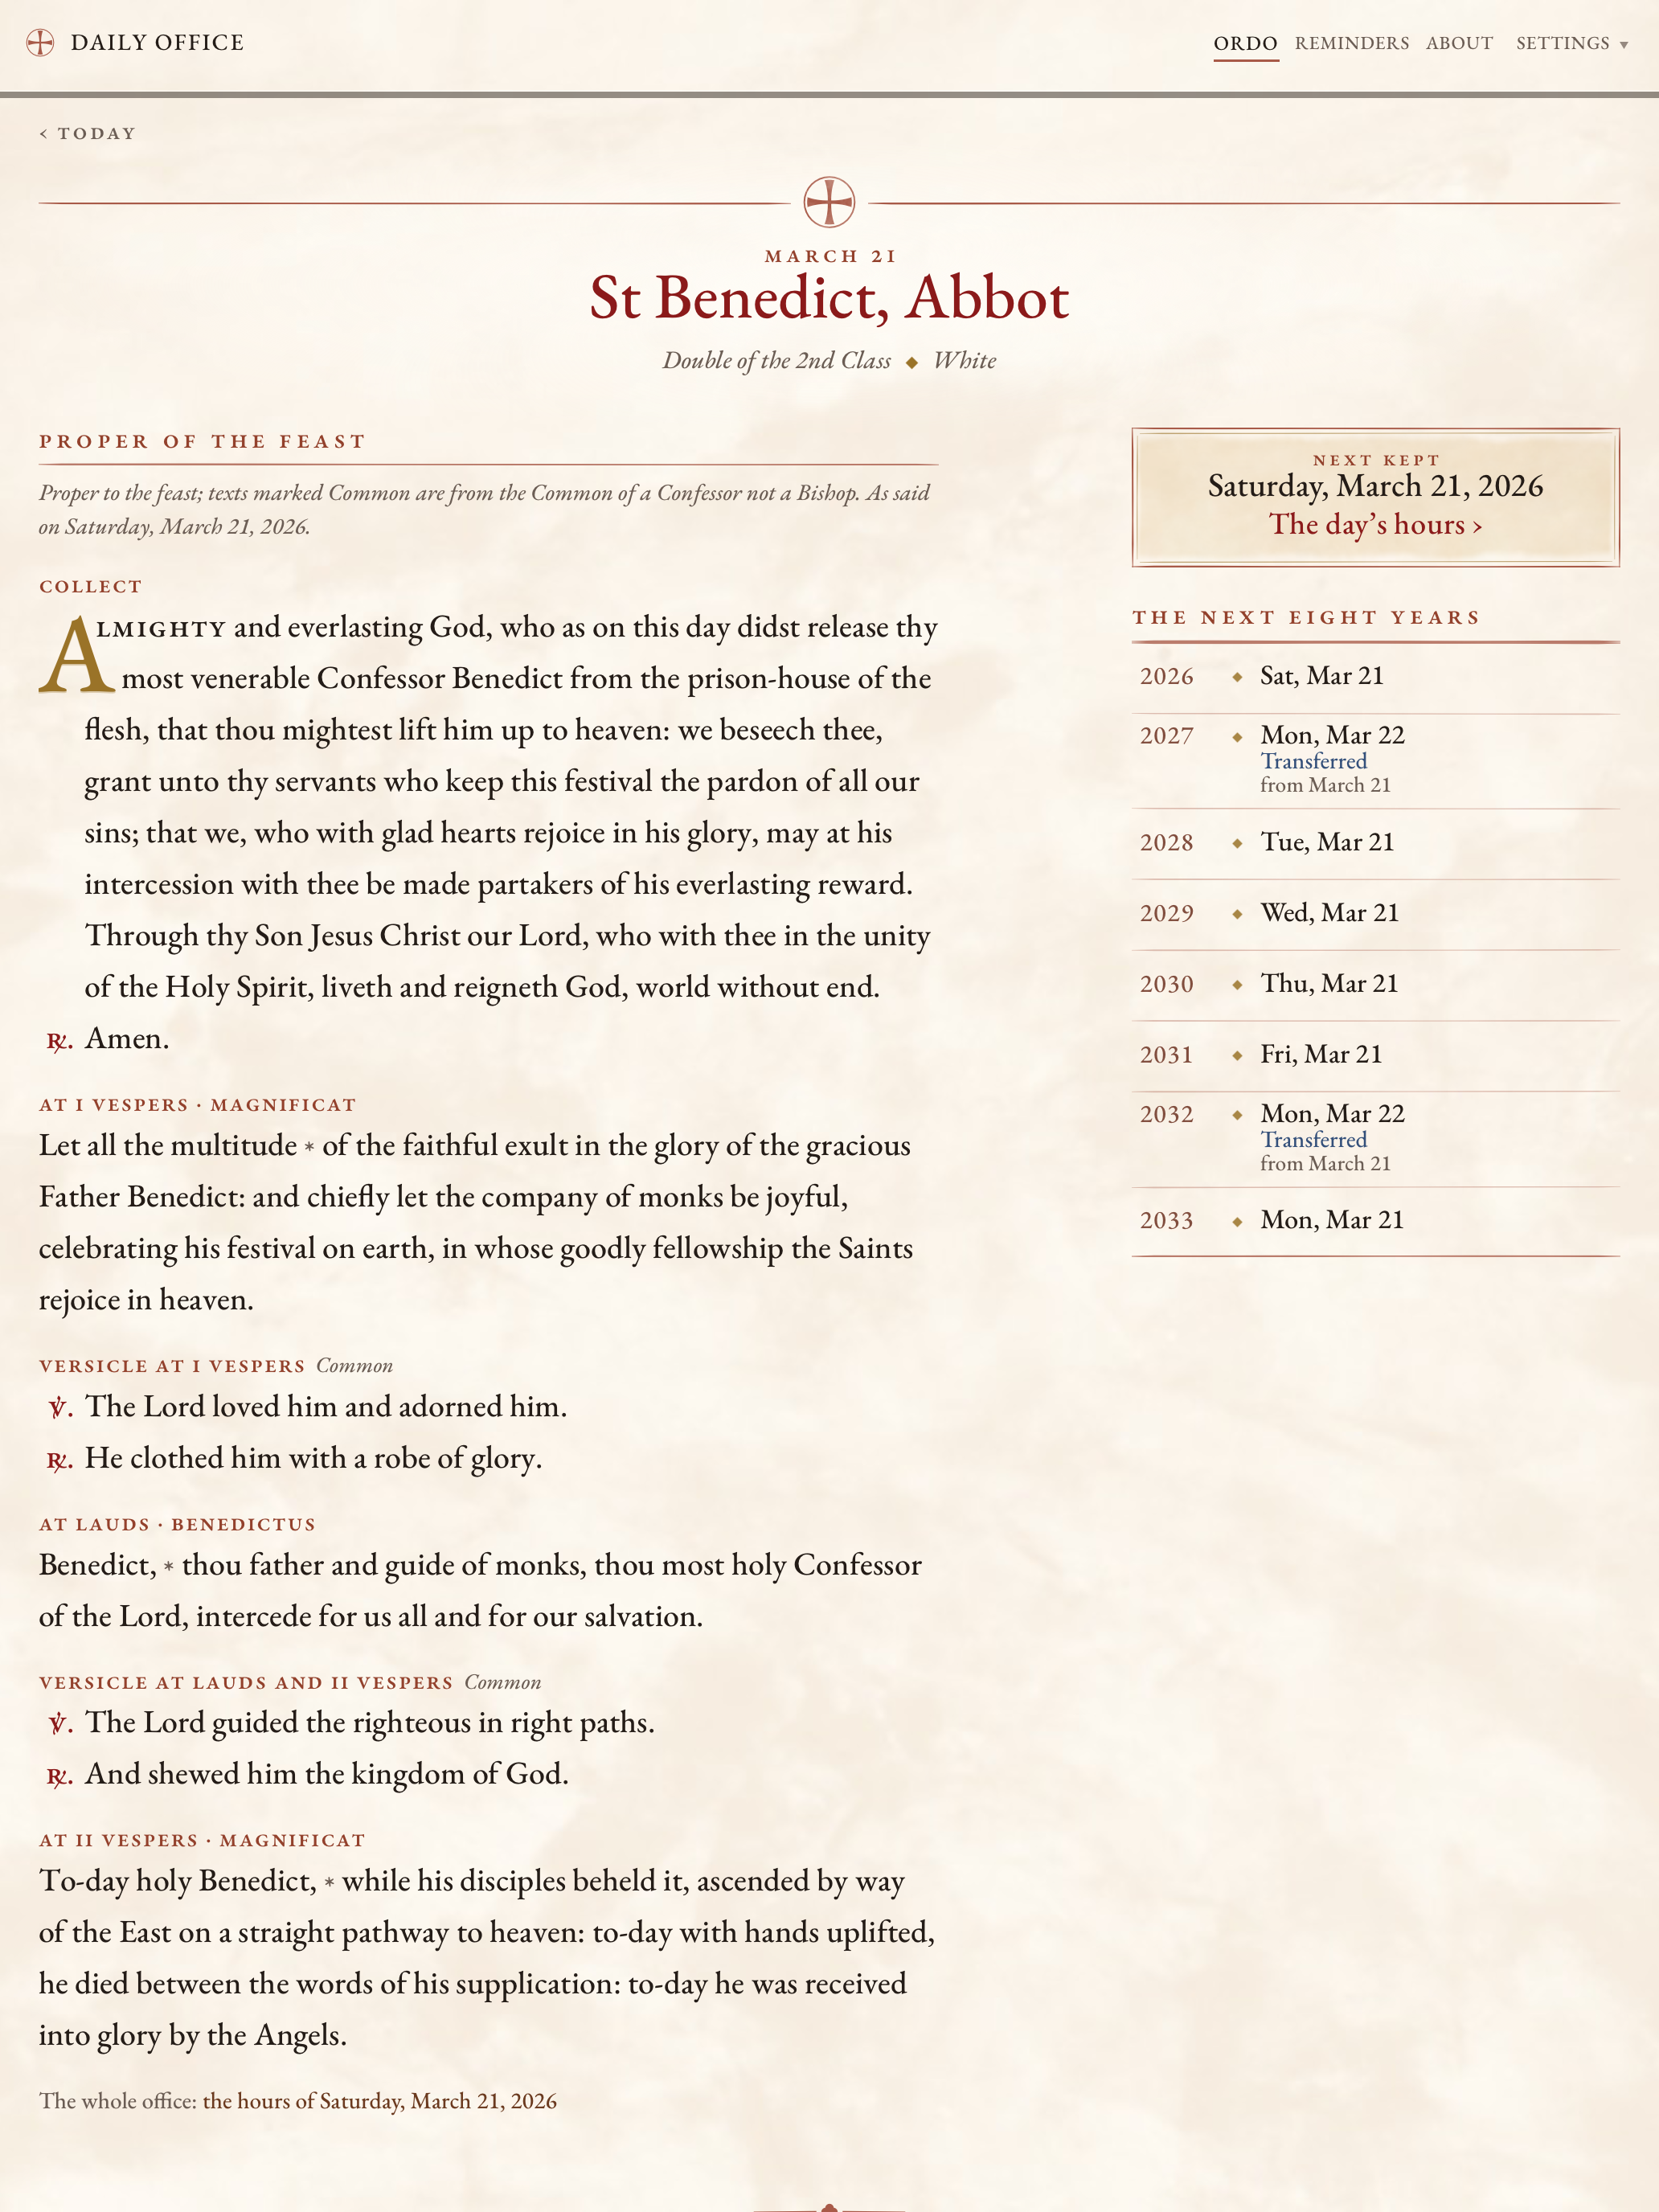 DAILY OFFICE
ORDO REMINDERS ABOUT SETTINGS ▾
‹ TODAY
MARCH 21
St Benedict, Abbot
Double of the 2nd Class ◆ White
PROPER OF THE FEAST
Proper to the feast; texts marked Common are from the Common of a Confessor not a Bishop. As said
on Saturday, March 21, 2026.
COLLECT
ALMIGHTY and everlasting God, who as on this day didst release thy
most venerable Confessor Benedict from the prison-house of the
flesh, that thou mightest lift him up to heaven: we beseech thee,
grant unto thy servants who keep this festival the pardon of all our
sins; that we, who with glad hearts rejoice in his glory, may at his
intercession with thee be made partakers of his everlasting reward.
Through thy Son Jesus Christ our Lord, who with thee in the unity
of the Holy Spirit, liveth and reigneth God, world without end.
℟. Amen.
AT I VESPERS · MAGNIFICAT
Let all the multitude * of the faithful exult in the glory of the gracious
Father Benedict: and chiefly let the company of monks be joyful,
celebrating his festival on earth, in whose goodly fellowship the Saints
rejoice in heaven.
VERSICLE AT I VESPERS Common
℣. The Lord loved him and adorned him.
℟. He clothed him with a robe of glory.
AT LAUDS · BENEDICTUS
Benedict, * thou father and guide of monks, thou most holy Confessor
of the Lord, intercede for us all and for our salvation.
VERSICLE AT LAUDS AND II VESPERS Common
℣. The Lord guided the righteous in right paths.
℟. And shewed him the kingdom of God.
AT II VESPERS · MAGNIFICAT
To-day holy Benedict, * while his disciples beheld it, ascended by way
of the East on a straight pathway to heaven: to-day with hands uplifted,
he died between the words of his supplication: to-day he was received
into glory by the Angels.
The whole office: the hours of Saturday, March 21, 2026
NEXT KEPT
Saturday, March 21, 2026
The day’s hours ›
THE NEXT EIGHT YEARS
2026 ◆ Sat, Mar 21
2027 ◆ Mon, Mar 22
Transferred
from March 21
2028 ◆ Tue, Mar 21
2029 ◆ Wed, Mar 21
2030 ◆ Thu, Mar 21
2031 ◆ Fri, Mar 21
2032 ◆ Mon, Mar 22
Transferred
from March 21
2033 ◆ Mon, Mar 21